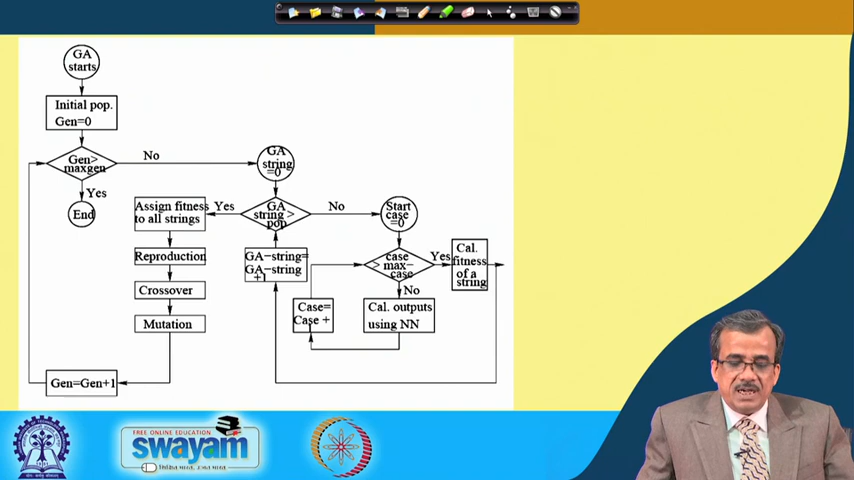 GA
starts
Initial pop.
Gen=0
Gen>
maxgen
No
Yes
End
GA
string
=0
GA
string >
pop
Yes
No
Assign fitness
to all strings
Reproduction
Crossover
Mutation
Gen=Gen+1
GA-string=
GA-string
+1
Start
case
=0
case
> max-
case
Yes
No
Cal.
fitness
of a
string
Case=
Case +
1
Cal. outputs
using NN
FREE ONLINE EDUCATION
swayam